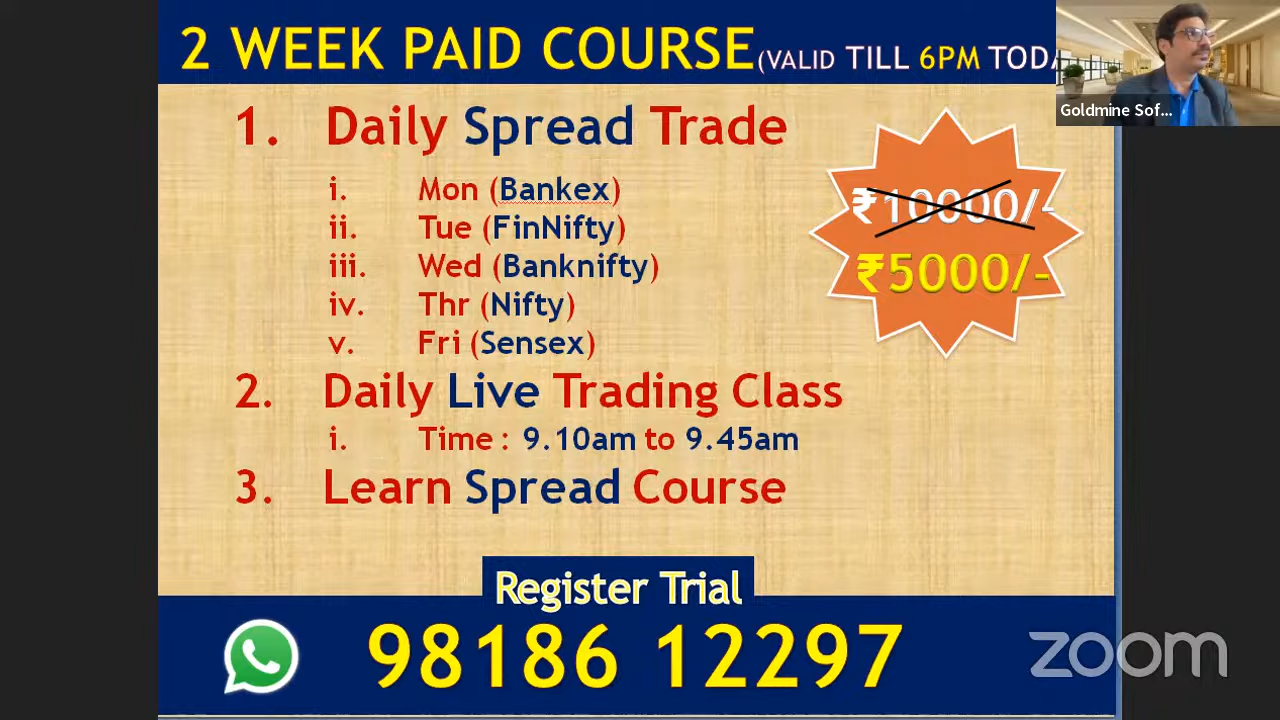 2 WEEK PAID COURSE(VALID TILL 6PM TODA
Goldmine Sof...
1. Daily Spread Trade
i. Mon (Bankex)
ii. Tue (FinNifty)
iii. Wed (Banknifty)
iv. Thr (Nifty)
v. Fri (Sensex)
₹10000/-
₹5000/-
2. Daily Live Trading Class
i. Time : 9.10am to 9.45am
3. Learn Spread Course
Register Trial
98186 12297
zoom